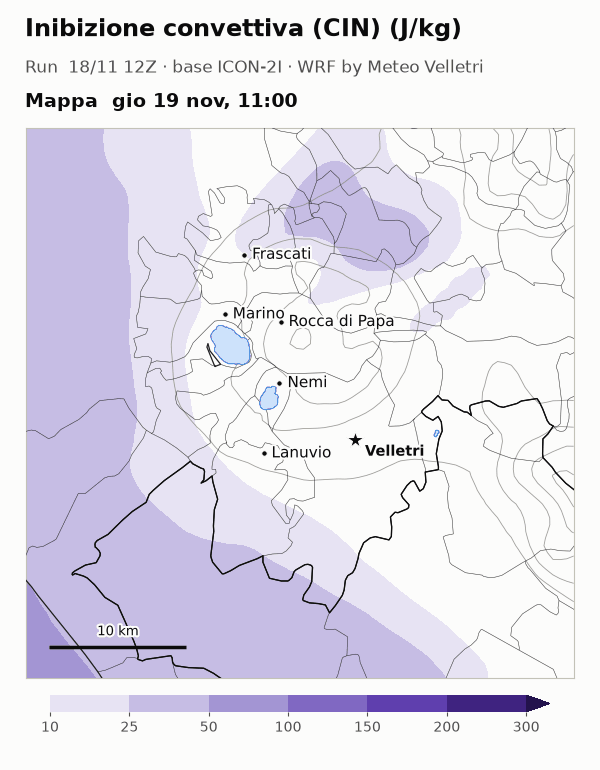 Inibizione convettiva (CIN) (J/kg)
Run  18/11 12Z · base ICON-2I · WRF by Meteo Velletri
Mappa  gio 19 nov, 11:00
Frascati
Marino
Rocca di Papa
Nemi
Velletri
Lanuvio
10 km
10 25 50 100 150 200 300